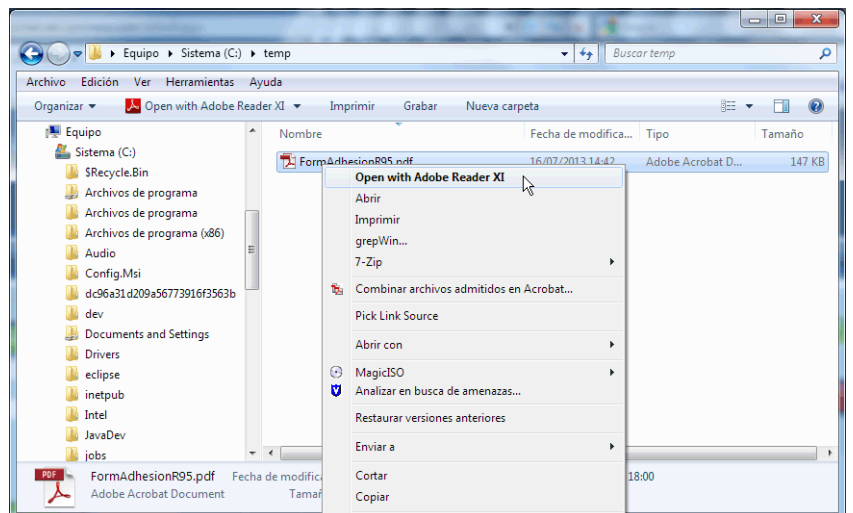 Equipo ▸ Sistema (C:) ▸ temp
Buscar temp
Archivo Edición Ver Herramientas Ayuda
Organizar Open with Adobe Reader XI Imprimir Grabar Nueva carpeta
Equipo
Sistema (C:)
$Recycle.Bin
Archivos de programa
Archivos de programa
Archivos de programa (x86)
Audio
Config.Msi
dc96a31d209a56773916f3563b
dev
Documents and Settings
Drivers
eclipse
inetpub
Intel
JavaDev
jobs
Nombre Fecha de modifica... Tipo Tamaño
FormAdhesionR95.pdf 16/07/2013 14:42 Adobe Acrobat D... 147 KB
Open with Adobe Reader XI
Abrir
Imprimir
grepWin...
7-Zip
Combinar archivos admitidos en Acrobat...
Pick Link Source
Abrir con
MagicISO
Analizar en busca de amenazas...
Restaurar versiones anteriores
Enviar a
Cortar
Copiar
PDF
FormAdhesionR95.pdf Fecha de modific 18:00
Adobe Acrobat Document Tamañ